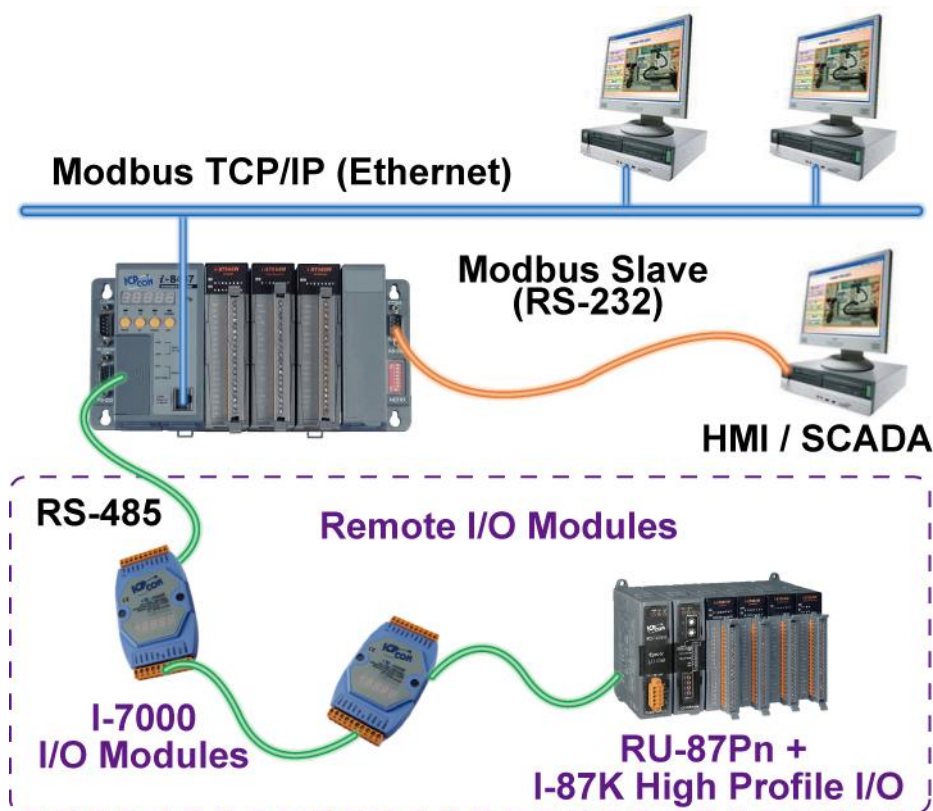 Modbus TCP/IP (Ethernet)
Modbus Slave
(RS-232)
HMI / SCADA
RS-485
Remote I/O Modules
I-7000
I/O Modules
RU-87Pn +
I-87K High Profile I/O